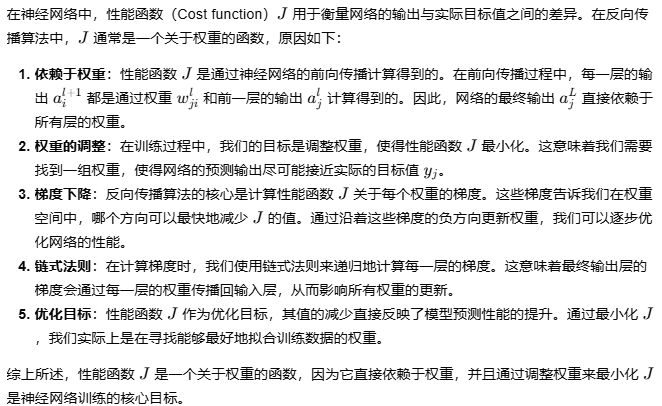 在神经网络中，性能函数（Cost function）J 用于衡量网络的输出与实际目标值之间的差异。在反向传
播算法中，J 通常是一个关于权重的函数，原因如下：
1. 依赖于权重：性能函数 J 是通过神经网络的前向传播计算得到的。在前向传播过程中，每一层的输
出 a_i^{l+1} 都是通过权重 w_{ji}^l 和前一层的输出 a_j^l 计算得到的。因此，网络的最终输出 a_j^L 直接依赖于
所有层的权重。
2. 权重的调整：在训练过程中，我们的目标是调整权重，使得性能函数 J 最小化。这意味着我们需要
找到一组权重，使得网络的预测输出尽可能接近实际的目标值 y_j。
3. 梯度下降：反向传播算法的核心是计算性能函数 J 关于每个权重的梯度。这些梯度告诉我们在权重
空间中，哪个方向可以最快地减少 J 的值。通过沿着这些梯度的负方向更新权重，我们可以逐步优
化网络的性能。
4. 链式法则：在计算梯度时，我们使用链式法则来递归地计算每一层的梯度。这意味着最终输出层的
梯度会通过每一层的权重传播回输入层，从而影响所有权重的更新。
5. 优化目标：性能函数 J 作为优化目标，其值的减少直接反映了模型预测性能的提升。通过最小化 J
，我们实际上是在寻找能够最好地拟合训练数据的权重。
综上所述，性能函数 J 是一个关于权重的函数，因为它直接依赖于权重，并且通过调整权重来最小化 J
是神经网络训练的核心目标。